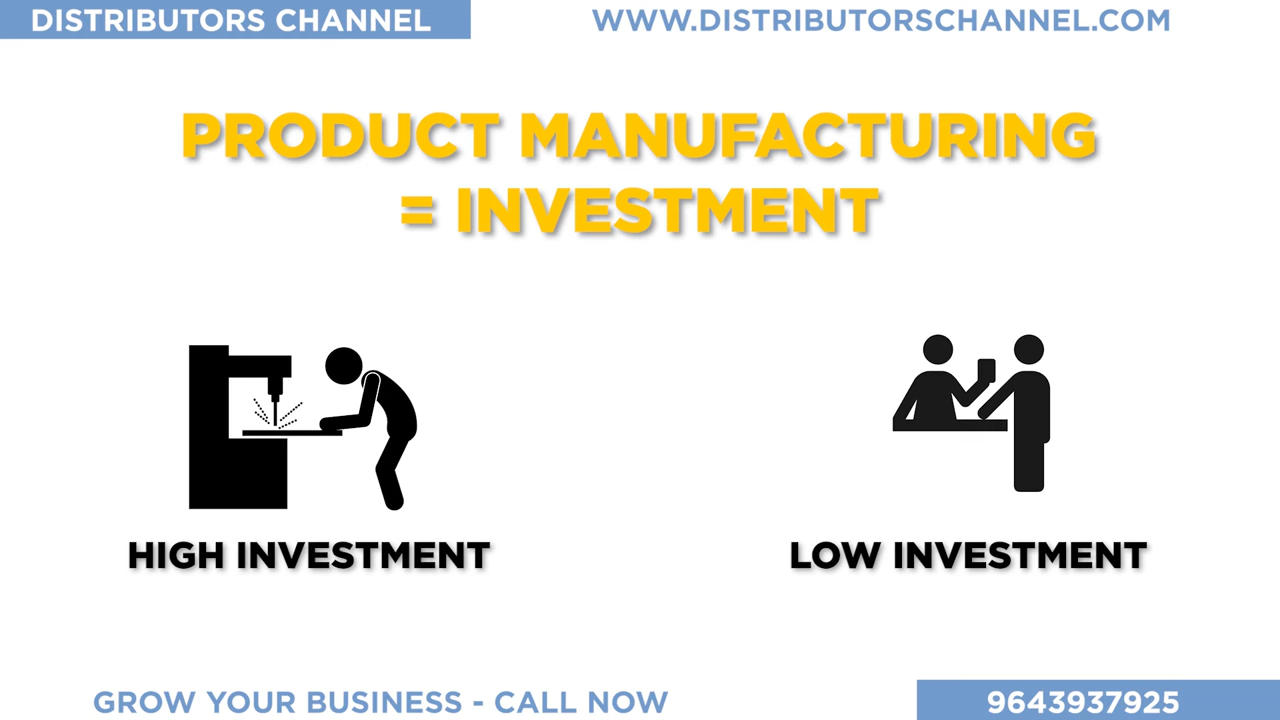 DISTRIBUTORS CHANNEL
WWW.DISTRIBUTORSCHANNEL.COM
PRODUCT MANUFACTURING
= INVESTMENT
HIGH INVESTMENT
LOW INVESTMENT
GROW YOUR BUSINESS - CALL NOW
9643937925